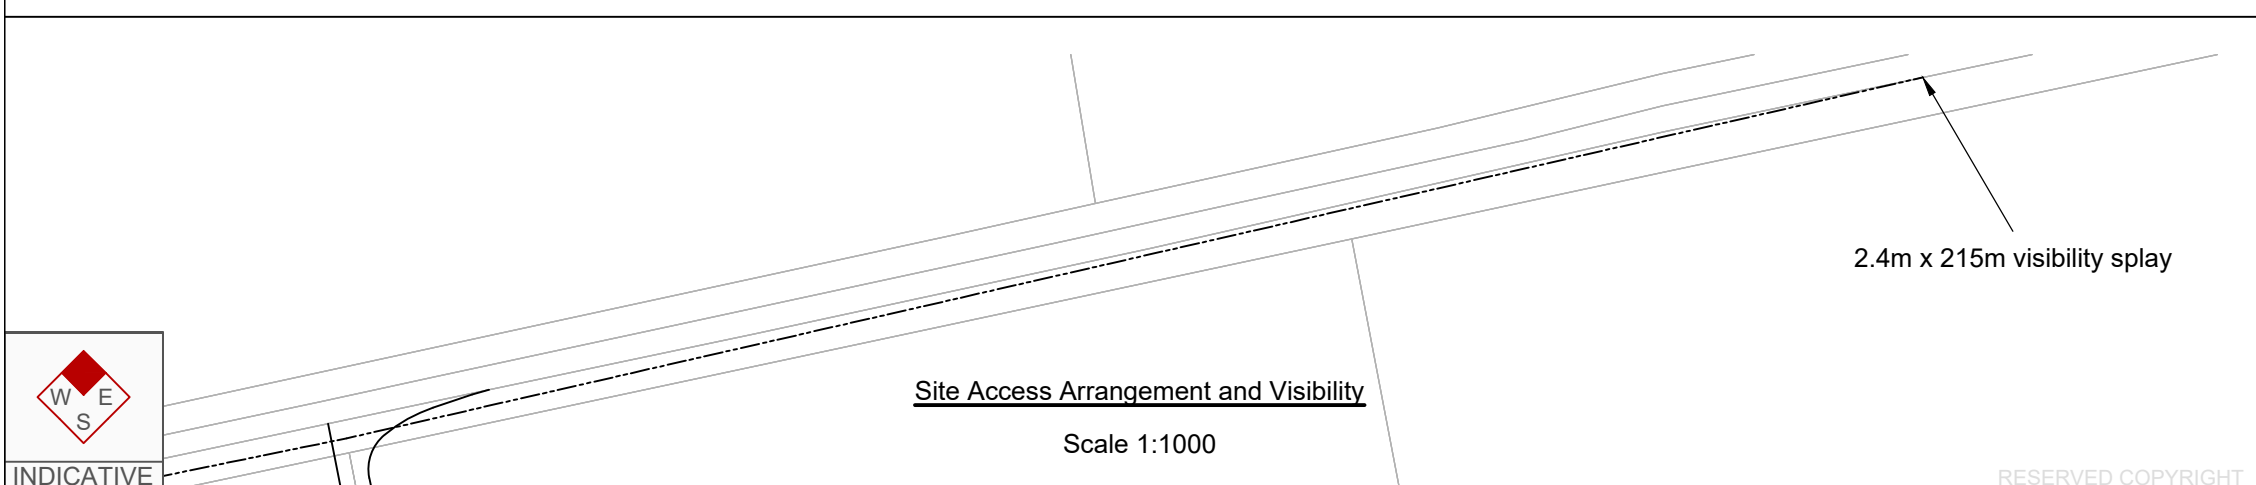 2.4m x 215m visibility splay
W E
S
INDICATIVE
Site Access Arrangement and Visibility
Scale 1:1000
RESERVED COPYRIGHT